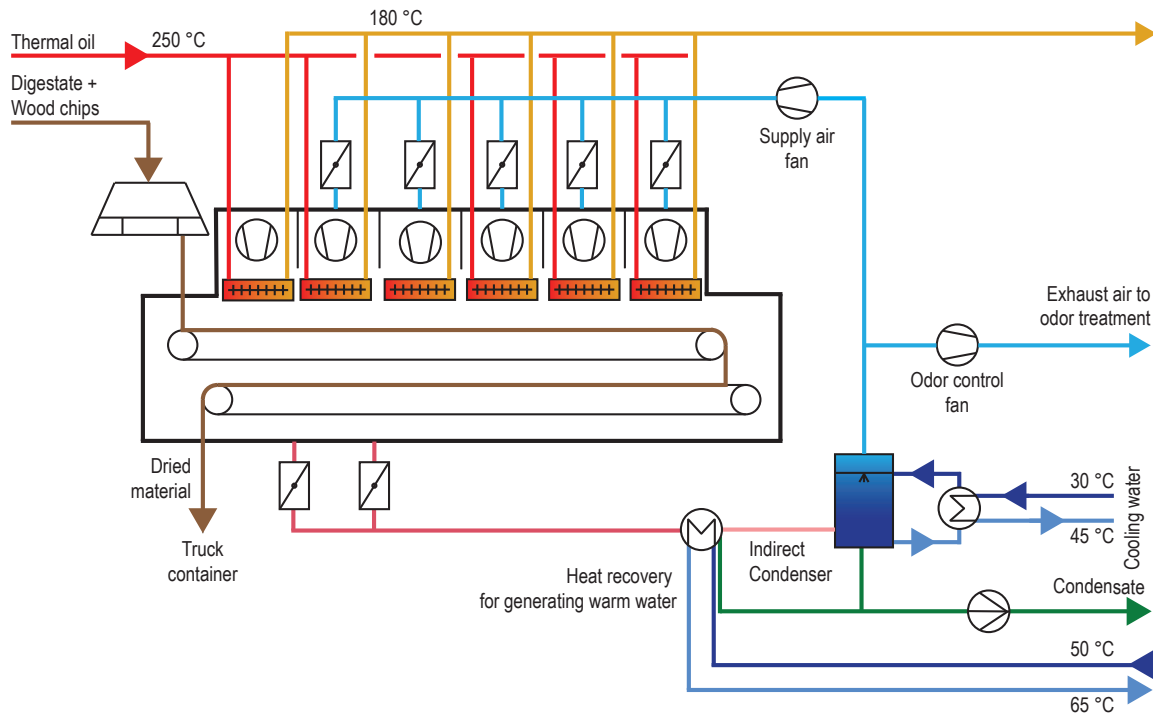 180 °C
Thermal oil
250 °C
Digestate +
Wood chips
Supply air
fan
Exhaust air to
odor treatment
Odor control
fan
Dried
material
Truck
container
30 °C
45 °C
Cooling water
Indirect
Condenser
Heat recovery
for generating warm water
Condensate
50 °C
65 °C